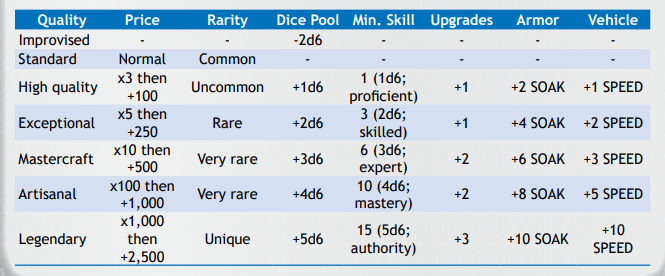 Quality Price Rarity Dice Pool Min. Skill Upgrades Armor Vehicle
Improvised - - -2d6 - - - -
Standard Normal Common - - - -
High quality x3 then +100 Uncommon +1d6 1 (1d6; proficient) +1 +2 SOAK +1 SPEED
Exceptional x5 then +250 Rare +2d6 3 (2d6; skilled) +1 +4 SOAK +2 SPEED
Mastercraft x10 then +500 Very rare +3d6 6 (3d6; expert) +2 +6 SOAK +3 SPEED
Artisanal x100 then +1,000 Very rare +4d6 10 (4d6; mastery) +2 +8 SOAK +5 SPEED
Legendary x1,000 then +2,500 Unique +5d6 15 (5d6; authority) +3 +10 SOAK +10 SPEED